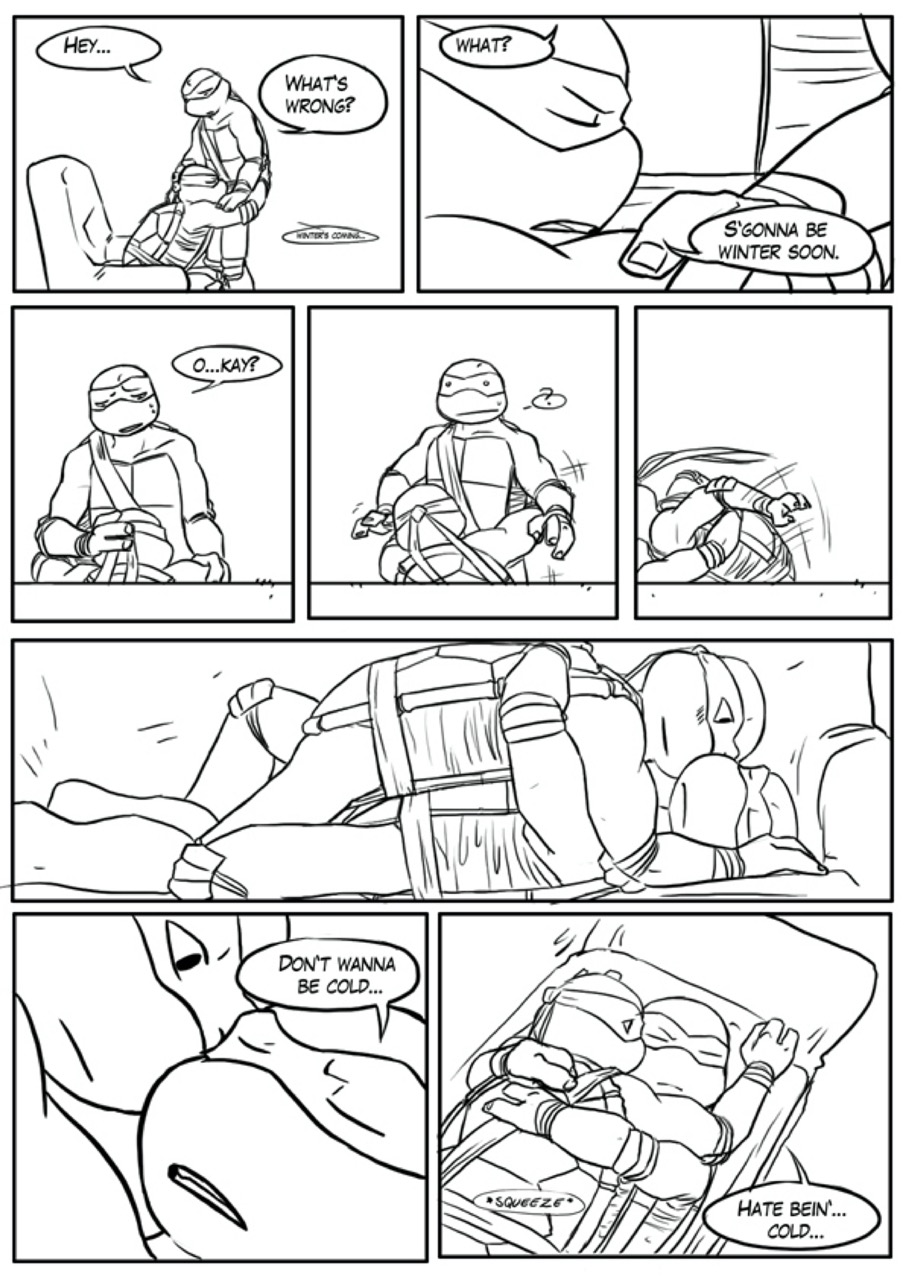 HEY...
WHAT'S
WRONG?
WINTER'S COMING...
WHAT?
S'GONNA BE
WINTER SOON.
O...KAY?
?
DON'T WANNA
BE COLD...
*SQUEEZE*
HATE BEIN'...
COLD...